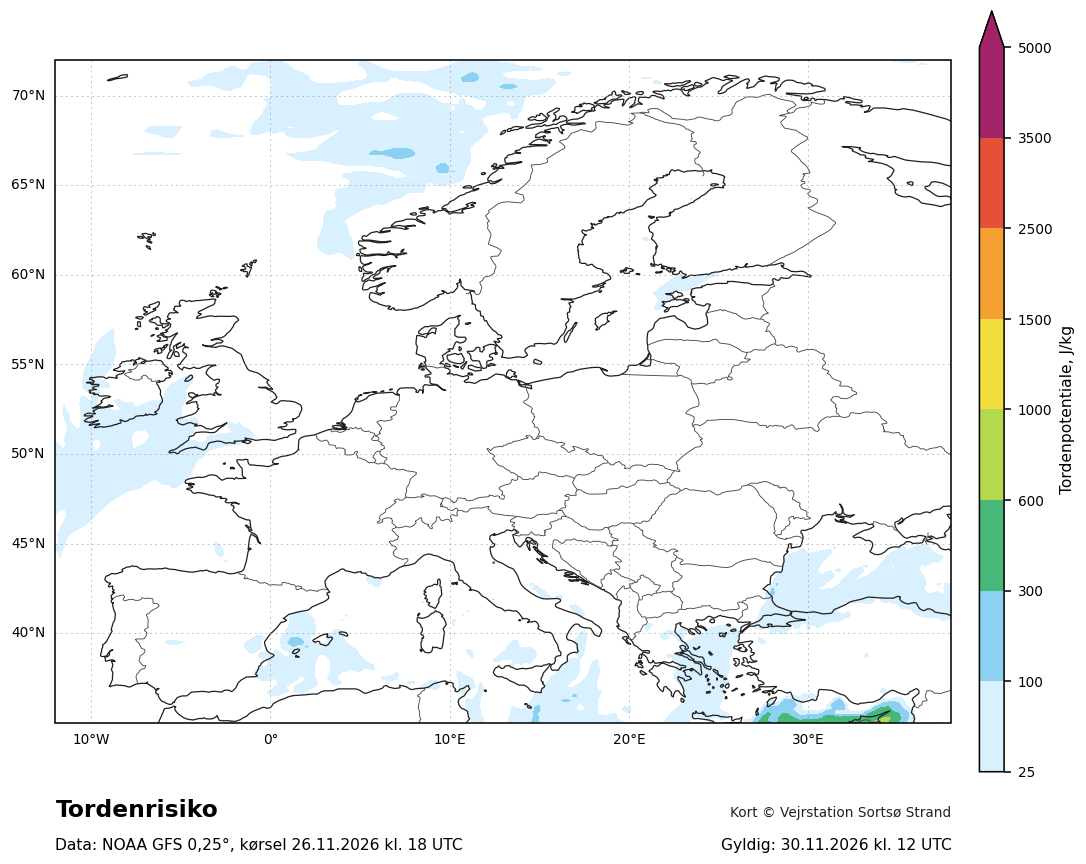 5000
3500
2500
1500
1000
600
300
100
25
Tordenpotentiale, J/kg
70°N
65°N
60°N
55°N
50°N
45°N
40°N
10°W
0°
10°E
20°E
30°E
Tordenrisiko
Kort © Vejrstation Sortsø Strand
Data: NOAA GFS 0,25°, kørsel 26.11.2026 kl. 18 UTC
Gyldig: 30.11.2026 kl. 12 UTC